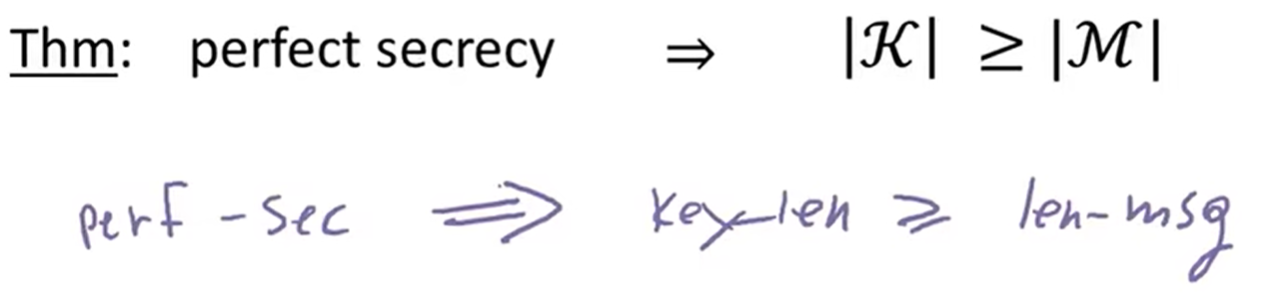 Thm: perfect secrecy ⇒ |𝒦| ≥ |ℳ|
perf-sec ⟹ key-len ≥ len-msg